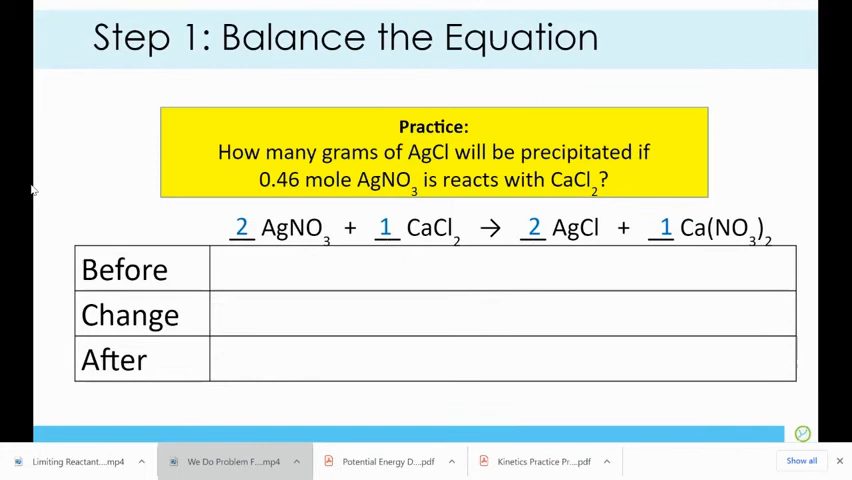 Step 1: Balance the Equation
Practice:
How many grams of AgCl will be precipitated if
0.46 mole AgNO3 is reacts with CaCl2?
2 AgNO3 + 1 CaCl2 → 2 AgCl + 1 Ca(NO3)2
Before
Change
After
Limiting Reactant....mp4 We Do Problem F....mp4 Potential Energy D....pdf Kinetics Practice Pr....pdf Show all